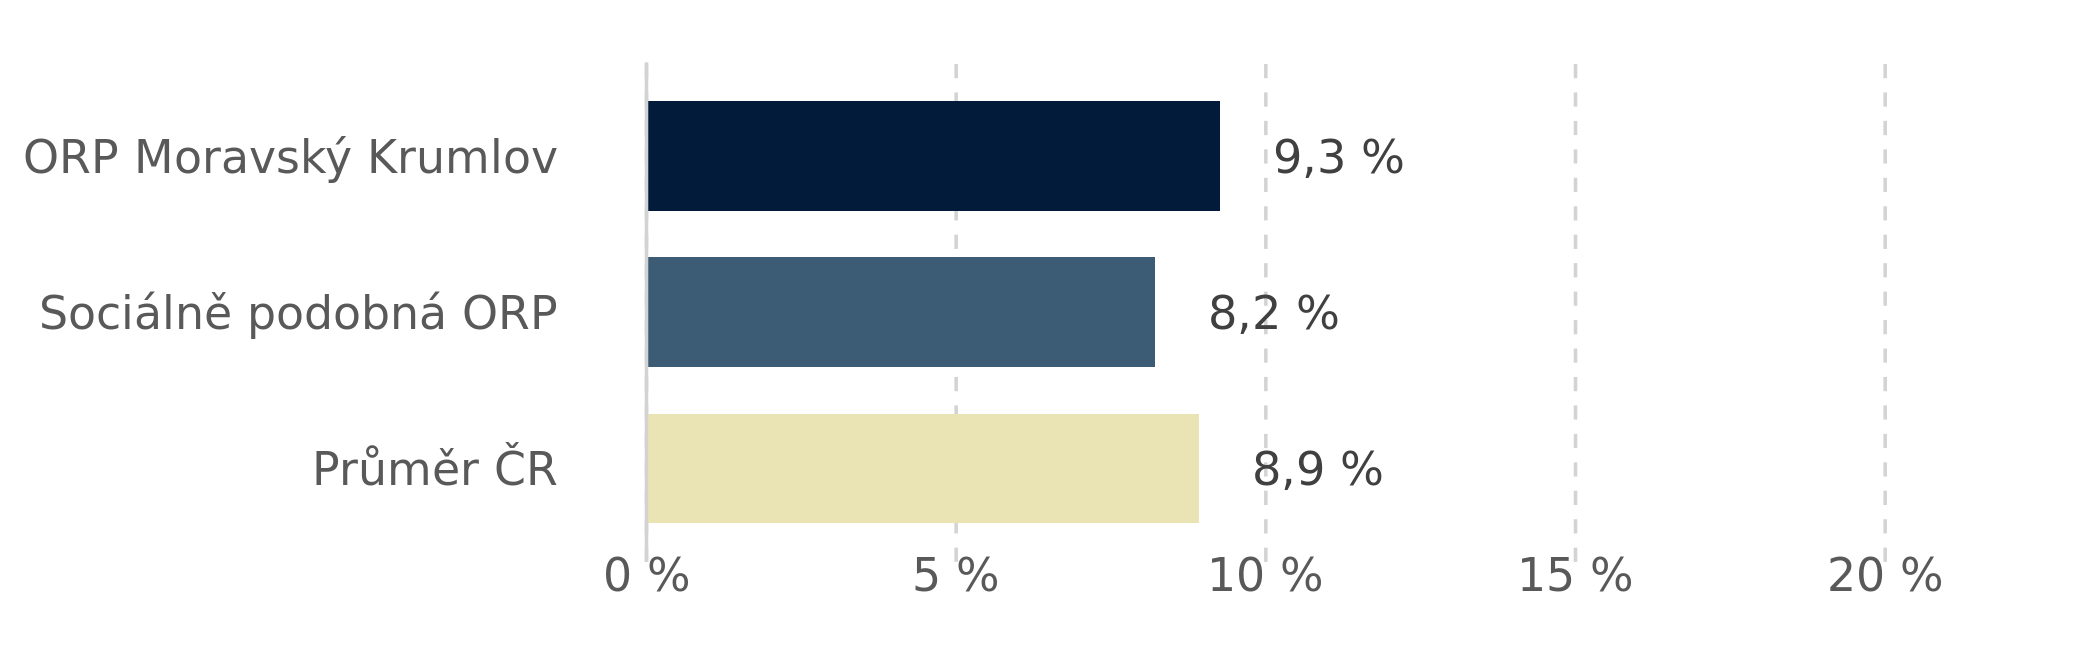 ORP Moravský Krumlov 9,3 %
Sociálně podobná ORP 8,2 %
Průměr ČR 8,9 %
0 % 5 % 10 % 15 % 20 %